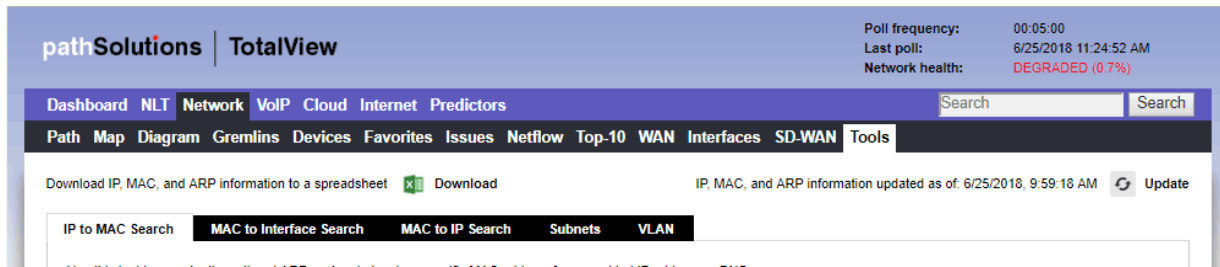 pathSolutions | TotalView
Poll frequency: 00:05:00
Last poll: 6/25/2018 11:24:52 AM
Network health: DEGRADED (0.7%)
Dashboard NLT Network VoIP Cloud Internet Predictors Search Search
Path Map Diagram Gremlins Devices Favorites Issues Netflow Top-10 WAN Interfaces SD-WAN Tools
Download IP, MAC, and ARP information to a spreadsheet Download IP, MAC, and ARP information updated as of: 6/25/2018, 9:59:18 AM Update
IP to MAC Search MAC to Interface Search MAC to IP Search Subnets VLAN